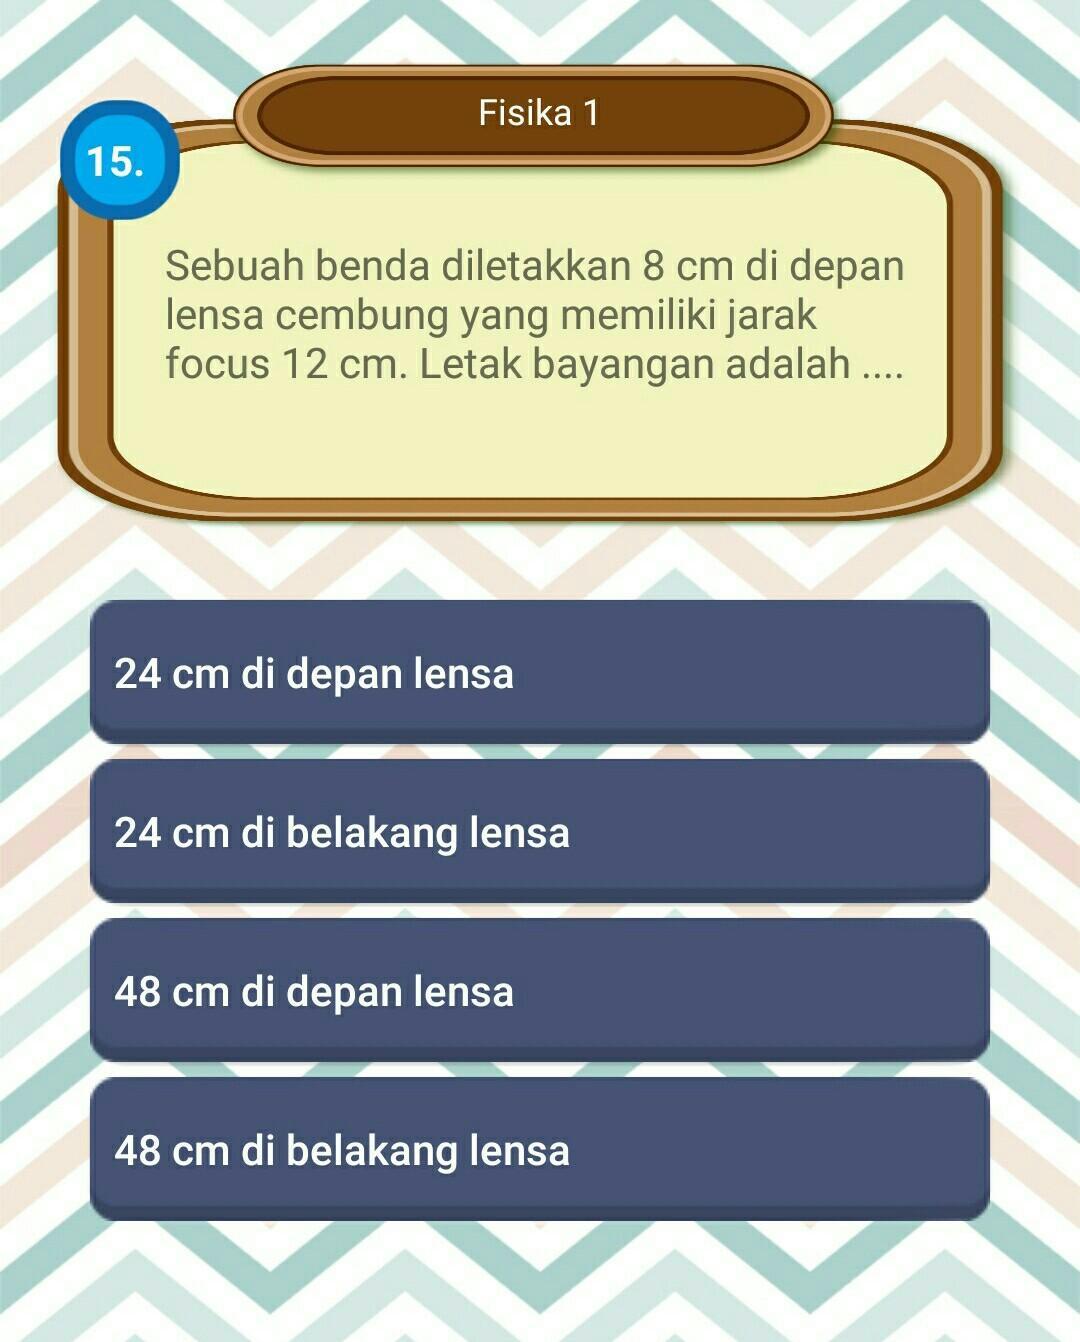 Fisika 1
15.
Sebuah benda diletakkan 8 cm di depan
lensa cembung yang memiliki jarak
focus 12 cm. Letak bayangan adalah ....
24 cm di depan lensa
24 cm di belakang lensa
48 cm di depan lensa
48 cm di belakang lensa